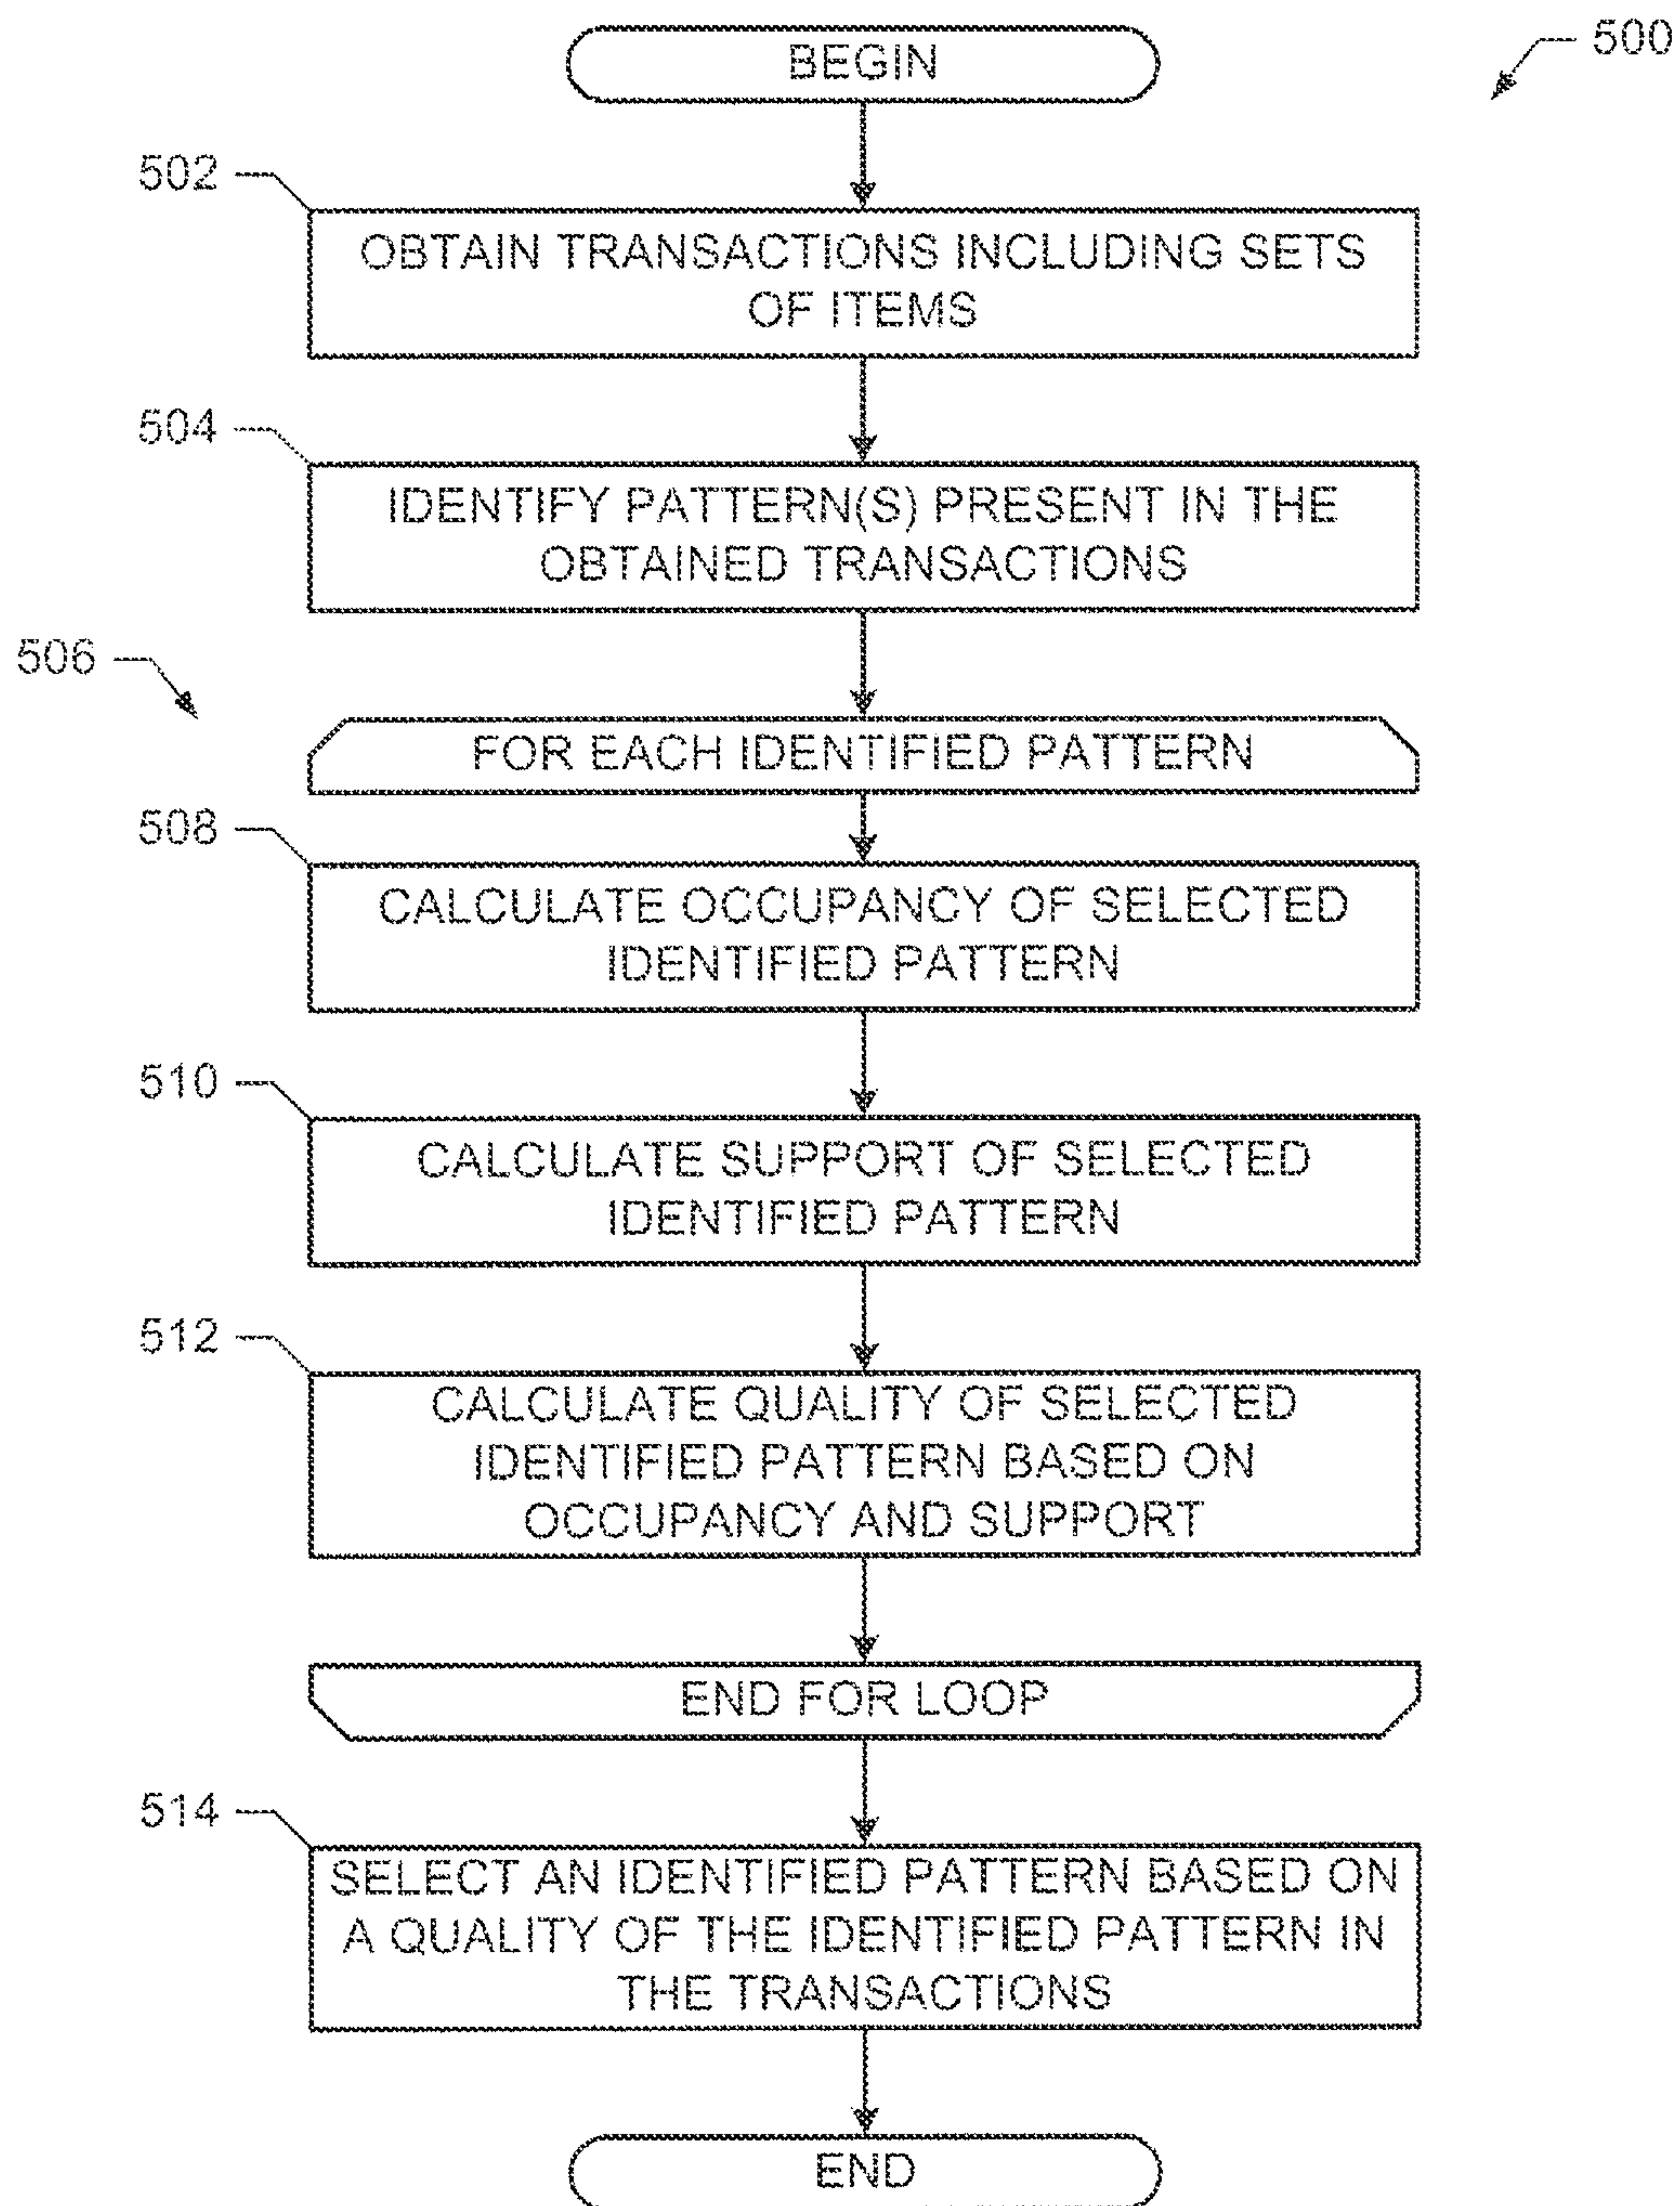 BEGIN
500
502
OBTAIN TRANSACTIONS INCLUDING SETS
OF ITEMS
504
IDENTIFY PATTERN(S) PRESENT IN THE
OBTAINED TRANSACTIONS
506
FOR EACH IDENTIFIED PATTERN
508
CALCULATE OCCUPANCY OF SELECTED
IDENTIFIED PATTERN
510
CALCULATE SUPPORT OF SELECTED
IDENTIFIED PATTERN
512
CALCULATE QUALITY OF SELECTED
IDENTIFIED PATTERN BASED ON
OCCUPANCY AND SUPPORT
END FOR LOOP
514
SELECT AN IDENTIFIED PATTERN BASED ON
A QUALITY OF THE IDENTIFIED PATTERN IN
THE TRANSACTIONS
END